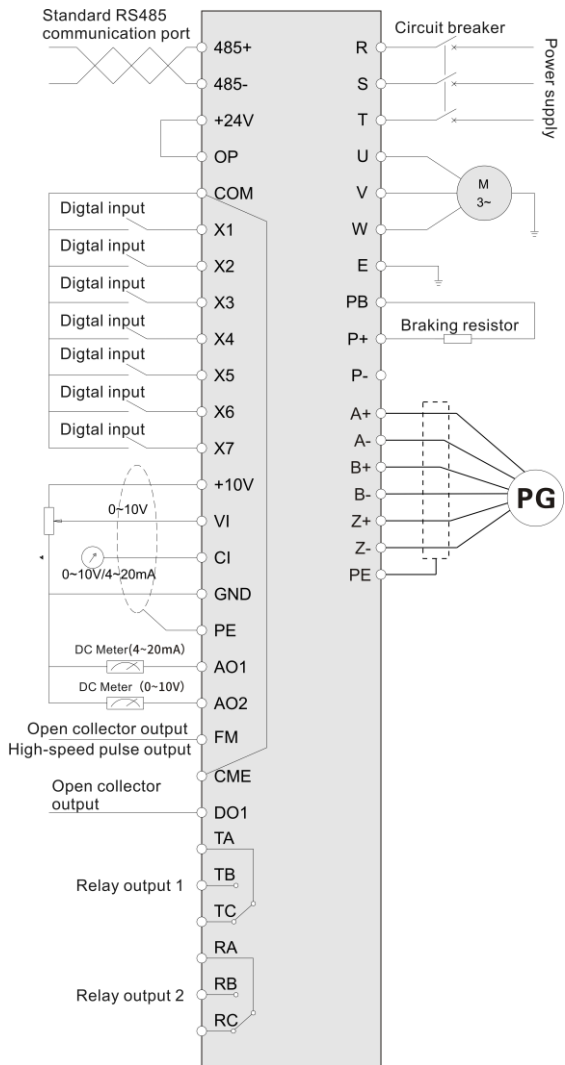 Standard RS485
communication port
485+
485-
+24V
OP
COM
Digtal input
X1
Digtal input
X2
Digtal input
X3
Digtal input
X4
Digtal input
X5
Digtal input
X6
Digtal input
X7
+10V
0~10V
VI
CI
0~10V/4~20mA
GND
PE
DC Meter(4~20mA)
AO1
DC Meter (0~10V)
AO2
Open collector output
High-speed pulse output
FM
CME
Open collector
output
DO1
TA
TB
Relay output 1
TC
RA
RB
Relay output 2
RC
Circuit breaker
R
S
T
Power supply
U
V
W
M
3~
E
PB
Braking resistor
P+
P-
A+
A-
B+
B-
Z+
Z-
PE
PG